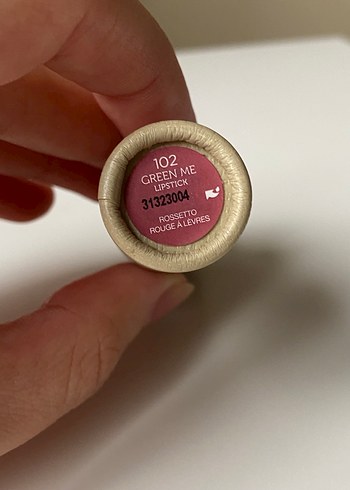 102
GREEN ME
LIPSTICK
31323004
ROSSETTO
ROUGE À LÈVRES